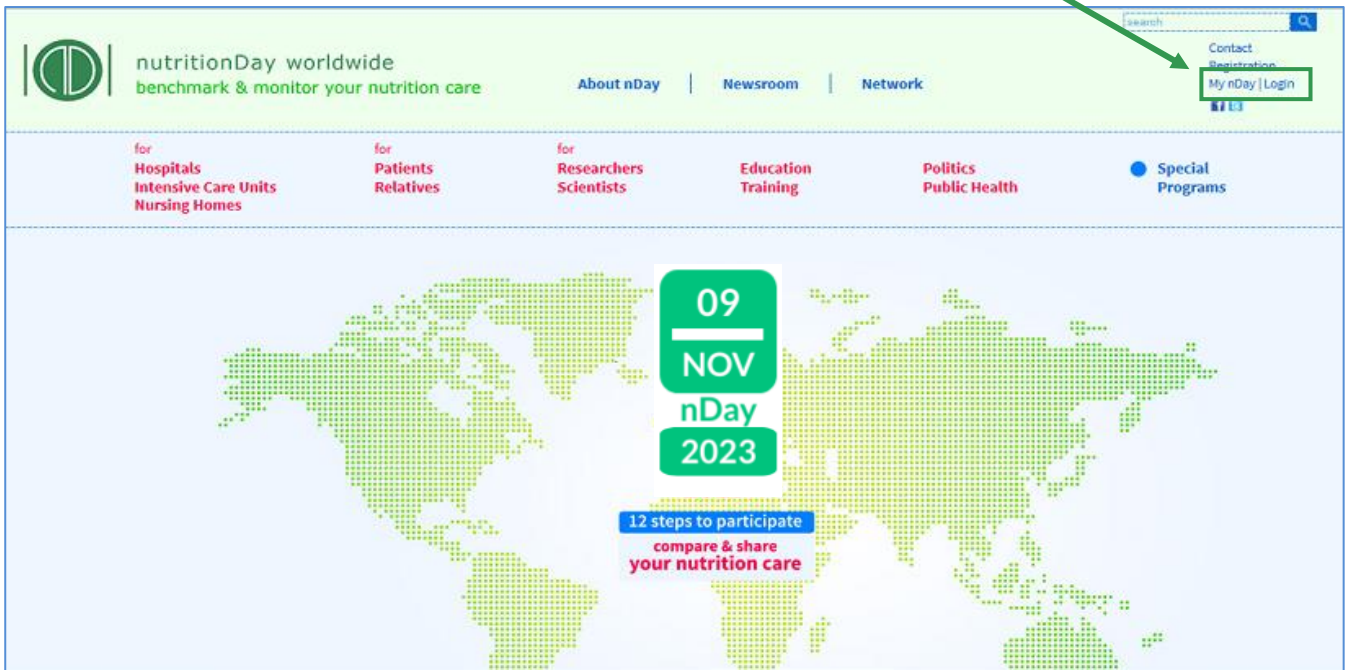 search
Contact
Registration
My nDay | Login
nutritionDay worldwide
benchmark & monitor your nutrition care
About nDay | Newsroom | Network
for
Hospitals
Intensive Care Units
Nursing Homes
for
Patients
Relatives
for
Researchers
Scientists
Education
Training
Politics
Public Health
Special
Programs
09
NOV
nDay
2023
12 steps to participate
compare & share
your nutrition care